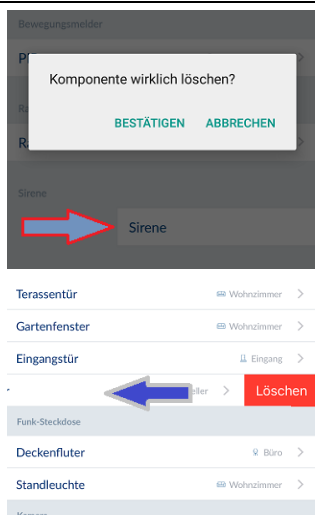 Bewegungsmelder
Komponente wirklich löschen?
BESTÄTIGEN ABBRECHEN
Sirene
Sirene
Terassentür Wohnzimmer
Gartenfenster Wohnzimmer
Eingangstür Eingang
Löschen
Funk-Steckdose
Deckenfluter Büro
Standleuchte Wohnzimmer